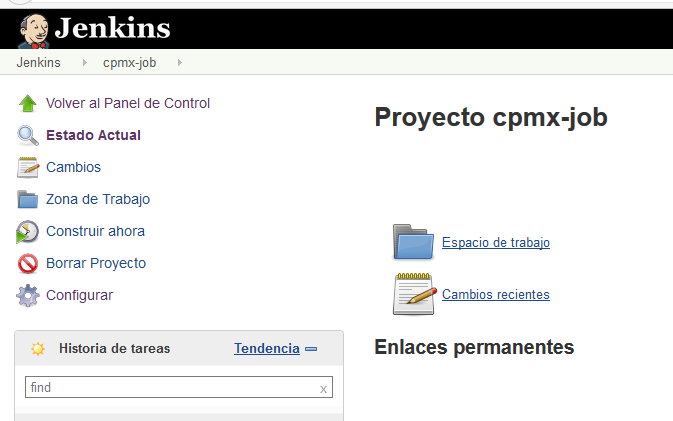 Jenkins
Jenkins cpmx-job
Volver al Panel de Control
Estado Actual
Cambios
Zona de Trabajo
Construir ahora
Borrar Proyecto
Configurar
Historia de tareas Tendencia
find x
Proyecto cpmx-job
Espacio de trabajo
Cambios recientes
Enlaces permanentes